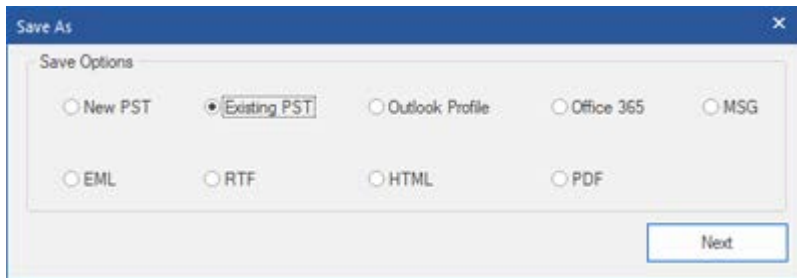 Save As
Save Options
New PST Existing PST Outlook Profile Office 365 MSG
EML RTF HTML PDF
Next